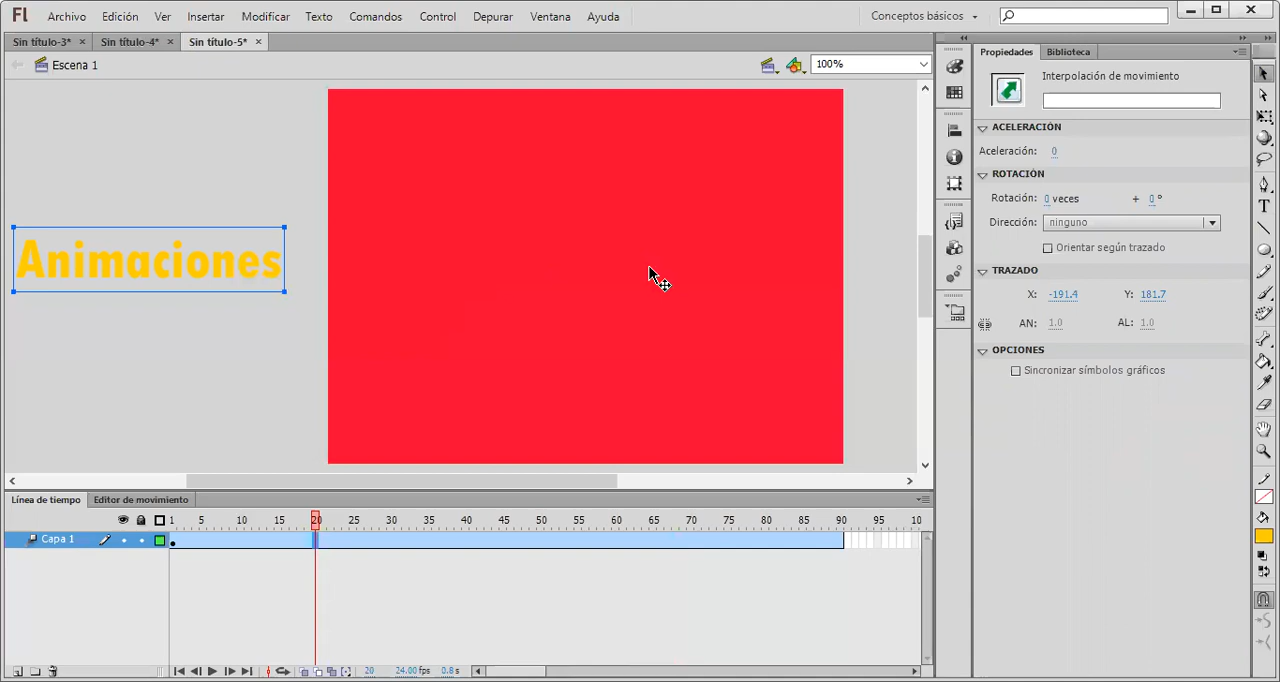 Fl Archivo Edición Ver Insertar Modificar Texto Comandos Control Depurar Ventana Ayuda Conceptos básicos
Sin título-3* Sin título-4* Sin título-5*
Escena 1 100%
Propiedades Biblioteca
Interpolación de movimiento
ACELERACIÓN
Aceleración: 0
ROTACIÓN
Rotación: 0 veces + 0 °
Dirección: ninguno
Orientar según trazado
TRAZADO
X: -191.4 Y: 181.7
AN: 1.0 AL: 1.0
OPCIONES
Sincronizar símbolos gráficos
Animaciones
Línea de tiempo Editor de movimiento
1 5 10 15 20 25 30 35 40 45 50 55 60 65 70 75 80 85 90 95 10
Capa 1
20 24.00 fps 0.8 s